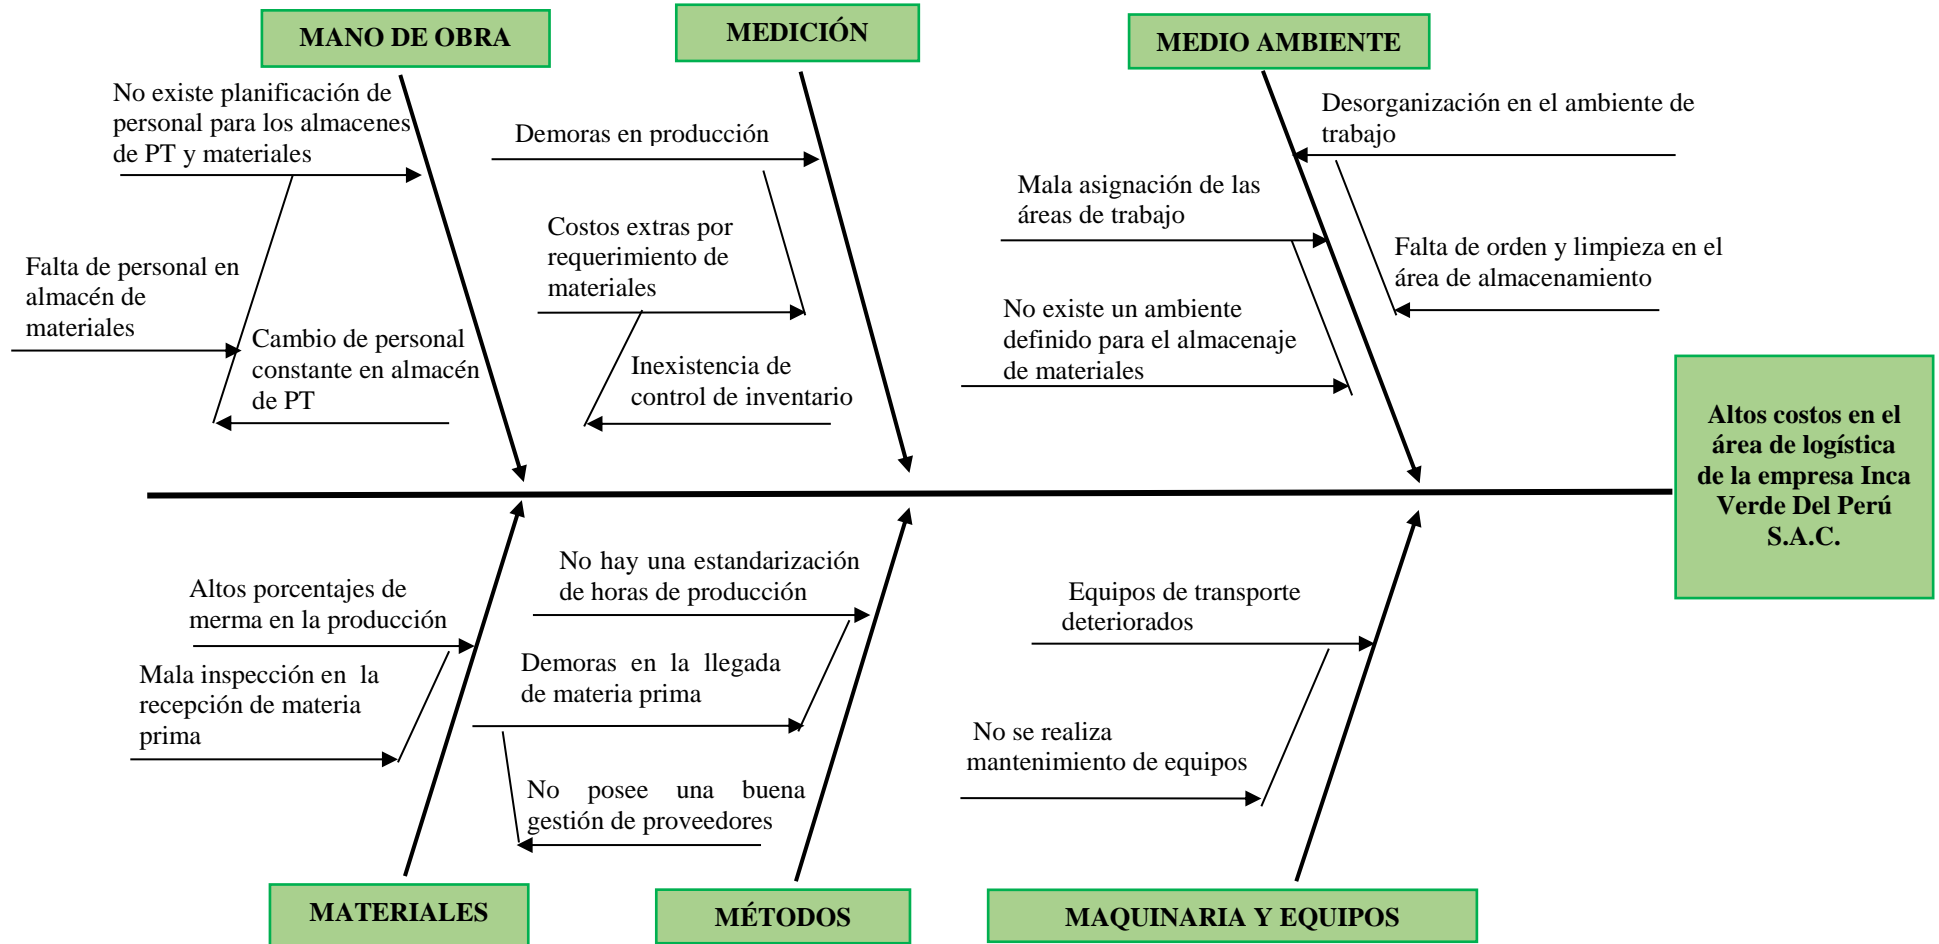 MANO DE OBRA
MEDICIÓN
MEDIO AMBIENTE
No existe planificación de
personal para los almacenes
de PT y materiales
Falta de personal en
almacén de
materiales
Cambio de personal
constante en almacén
de PT
Demoras en producción
Costos extras por
requerimiento de
materiales
Inexistencia de
control de inventario
Desorganización en el ambiente de
trabajo
Mala asignación de las
áreas de trabajo
Falta de orden y limpieza en el
área de almacenamiento
No existe un ambiente
definido para el almacenaje
de materiales
Altos costos en el
área de logística
de la empresa Inca
Verde Del Perú
S.A.C.
Altos porcentajes de
merma en la producción
Mala inspección en la
recepción de materia
prima
No hay una estandarización
de horas de producción
Demoras en la llegada
de materia prima
No posee una buena
gestión de proveedores
Equipos de transporte
deteriorados
No se realiza
mantenimiento de equipos
MATERIALES
MÉTODOS
MAQUINARIA Y EQUIPOS